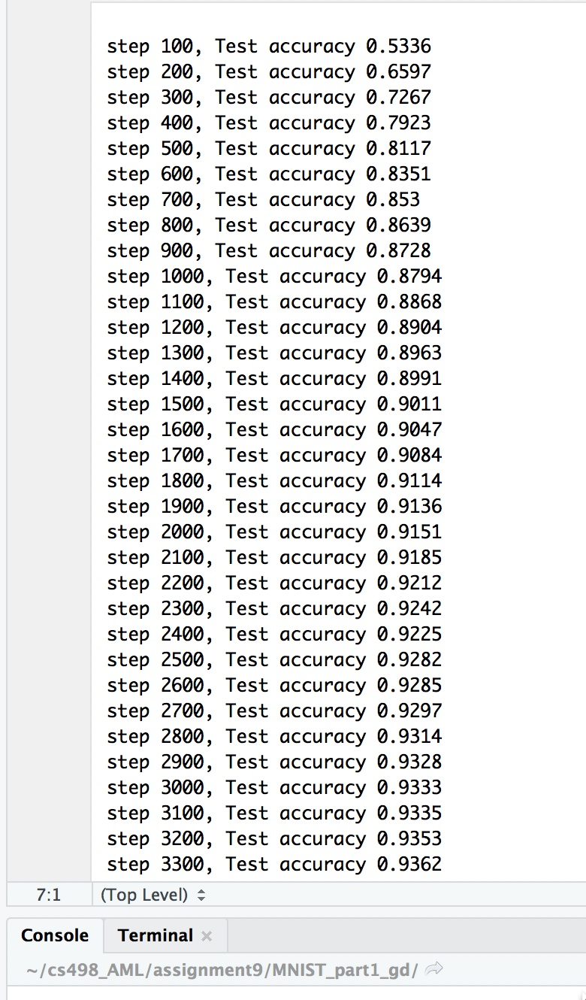 step 100, Test accuracy 0.5336
step 200, Test accuracy 0.6597
step 300, Test accuracy 0.7267
step 400, Test accuracy 0.7923
step 500, Test accuracy 0.8117
step 600, Test accuracy 0.8351
step 700, Test accuracy 0.853
step 800, Test accuracy 0.8639
step 900, Test accuracy 0.8728
step 1000, Test accuracy 0.8794
step 1100, Test accuracy 0.8868
step 1200, Test accuracy 0.8904
step 1300, Test accuracy 0.8963
step 1400, Test accuracy 0.8991
step 1500, Test accuracy 0.9011
step 1600, Test accuracy 0.9047
step 1700, Test accuracy 0.9084
step 1800, Test accuracy 0.9114
step 1900, Test accuracy 0.9136
step 2000, Test accuracy 0.9151
step 2100, Test accuracy 0.9185
step 2200, Test accuracy 0.9212
step 2300, Test accuracy 0.9242
step 2400, Test accuracy 0.9225
step 2500, Test accuracy 0.9282
step 2600, Test accuracy 0.9285
step 2700, Test accuracy 0.9297
step 2800, Test accuracy 0.9314
step 2900, Test accuracy 0.9328
step 3000, Test accuracy 0.9333
step 3100, Test accuracy 0.9335
step 3200, Test accuracy 0.9353
step 3300, Test accuracy 0.9362
7:1 (Top Level)
Console Terminal
~/cs498_AML/assignment9/MNIST_part1_gd/